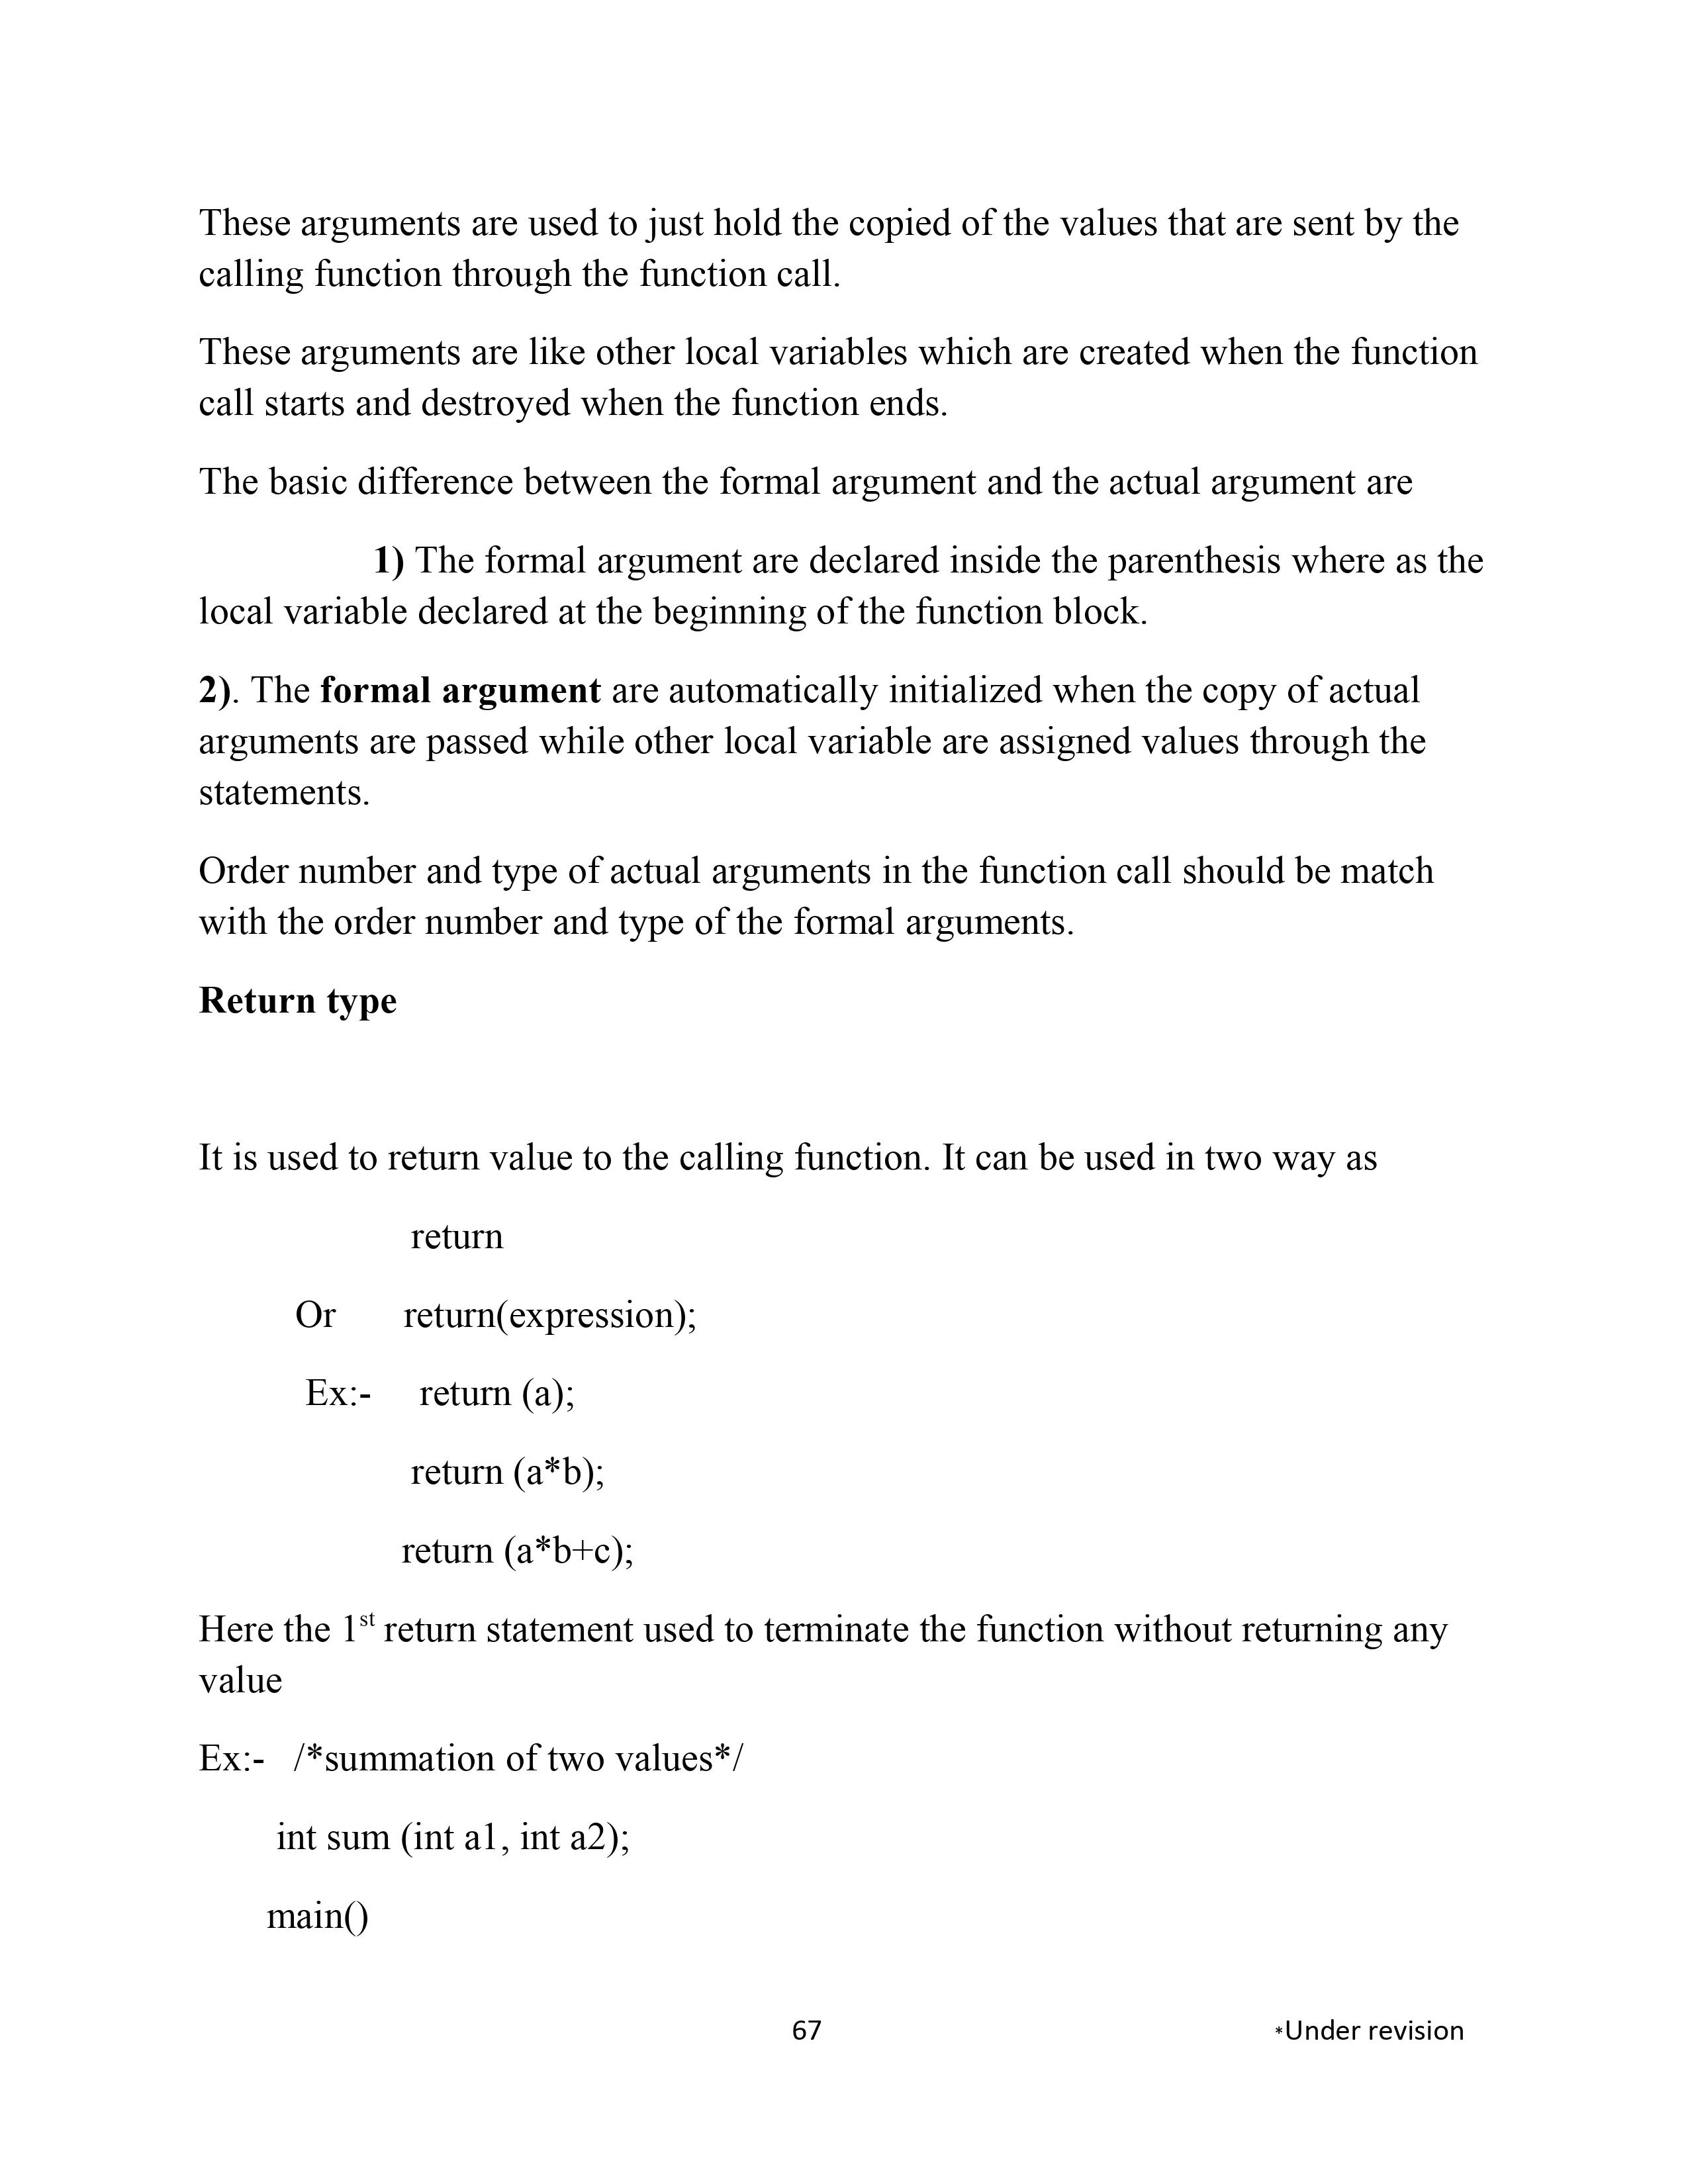 These arguments are used to just hold the copied of the values that are sent by the
calling function through the function call.
These arguments are like other local variables which are created when the function
call starts and destroyed when the function ends.
The basic difference between the formal argument and the actual argument are
1) The formal argument are declared inside the parenthesis where as the
local variable declared at the beginning of the function block.
2). The formal argument are automatically initialized when the copy of actual
arguments are passed while other local variable are assigned values through the
statements.
Order number and type of actual arguments in the function call should be match
with the order number and type of the formal arguments.
Return type
It is used to return value to the calling function. It can be used in two way as
return
Or return(expression);
Ex:- return (a);
return (a*b);
return (a*b+c);
Here the 1st return statement used to terminate the function without returning any
value
Ex:- /*summation of two values*/
int sum (int a1, int a2);
main()
67 *Under revision